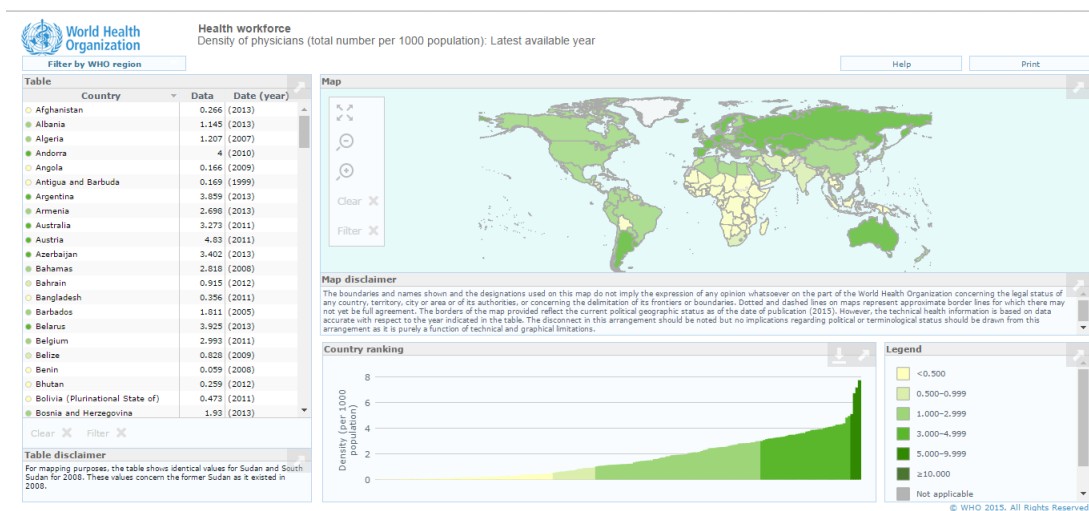 World Health
Organization
Health workforce
Density of physicians (total number per 1000 population): Latest available year
Filter by WHO region
Help
Print
Table
Country Data Date (year)
Afghanistan 0.266 (2013)
Albania 1.145 (2013)
Algeria 1.207 (2007)
Andorra 4 (2010)
Angola 0.166 (2009)
Antigua and Barbuda 0.169 (1999)
Argentina 3.859 (2013)
Armenia 2.698 (2013)
Australia 3.273 (2011)
Austria 4.83 (2011)
Azerbaijan 3.402 (2013)
Bahamas 2.818 (2008)
Bahrain 0.915 (2012)
Bangladesh 0.356 (2011)
Barbados 1.811 (2005)
Belarus 3.925 (2013)
Belgium 2.993 (2011)
Belize 0.828 (2009)
Benin 0.059 (2008)
Bhutan 0.259 (2012)
Bolivia (Plurinational State of) 0.473 (2011)
Bosnia and Herzegovina 1.93 (2013)
Clear Filter
Table disclaimer
For mapping purposes, the table shows identical values for Sudan and South
Sudan for 2008. These values concern the former Sudan as it existed in
2008.
Map
Clear
Filter
Map disclaimer
The boundaries and names shown and the designations used on this map do not imply the expression of any opinion whatsoever on the part of the World Health Organization concerning the legal status of
any country, territory, city or area or of its authorities, or concerning the delimitation of its frontiers or boundaries. Dotted and dashed lines on maps represent approximate border lines for which there may
not yet be full agreement. The borders of the map provided reflect the current political geographic status as of the date of publication (2015). However, the technical health information is based on data
accurate with respect to the year indicated in the table. The disconnect in this arrangement should be noted but no implications regarding political or terminological status should be drawn from this
arrangement as it is purely a function of technical and graphical limitations.
Country ranking
Density (per 1000
population)
8
6
4
2
0
Legend
<0.500
0.500–0.999
1.000–2.999
3.000–4.999
5.000–9.999
≥10.000
Not applicable
© WHO 2015. All Rights Reserved